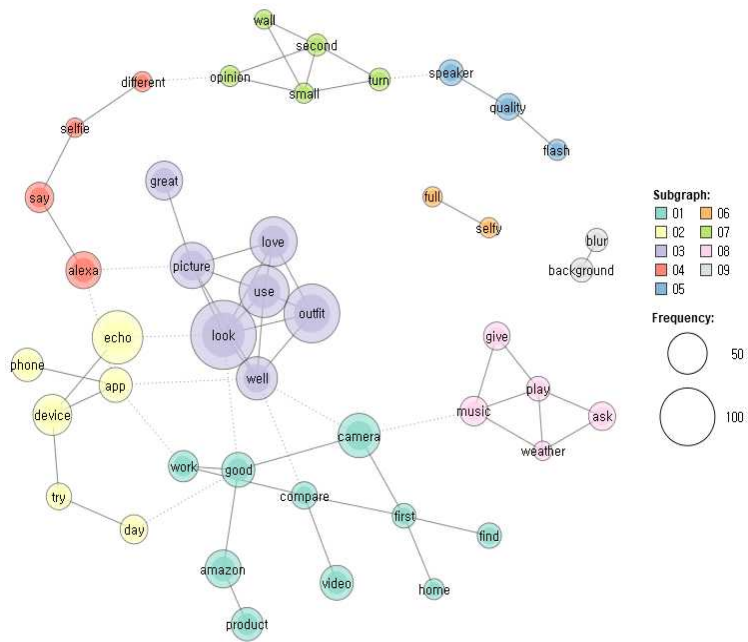 wall
second
different
opinion
small
turn
speaker
quality
flash
selfie
say
great
full
selfy
love
blur
background
alexa
picture
use
outfit
echo
look
phone
app
well
give
play
device
music
ask
camera
weather
work
good
try
compare
first
find
day
amazon
video
home
product
Subgraph:
01 06
02 07
03 08
04 09
05
Frequency:
50
100